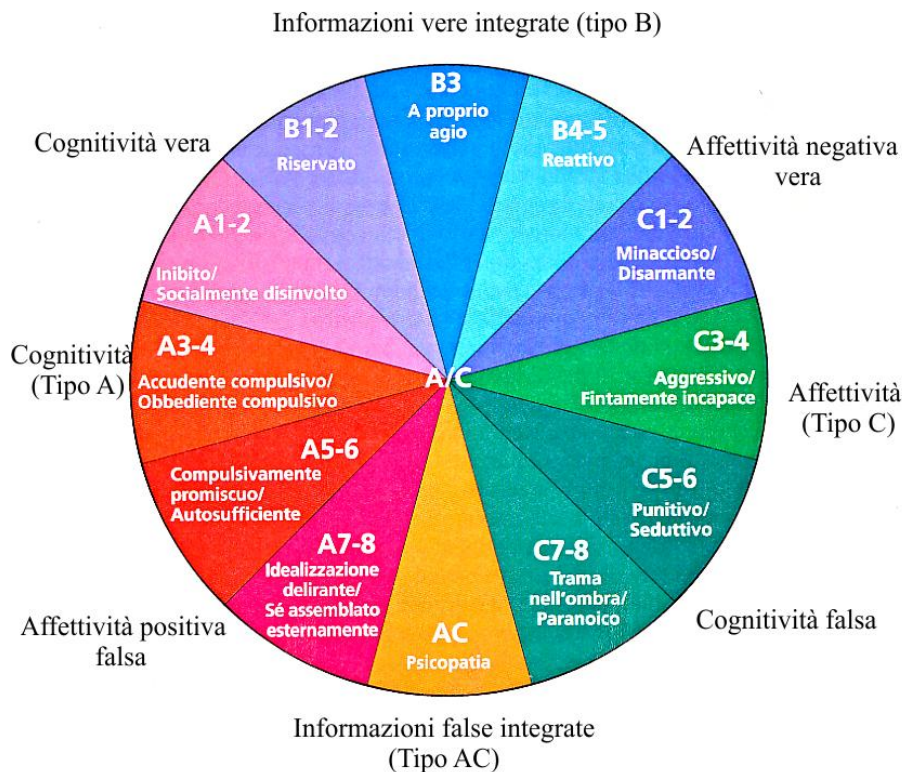 Informazioni vere integrate (tipo B)
B3
A proprio
agio
B1-2
Riservato
B4-5
Reattivo
Cognitività vera
Affettività negativa
vera
A1-2
Inibito/
Socialmente disinvolto
C1-2
Minaccioso/
Disarmante
Cognitività
(Tipo A)
A3-4
Accudente compulsivo/
Obbediente compulsivo
A/C
C3-4
Aggressivo/
Fintamente incapace
Affettività
(Tipo C)
A5-6
Compulsivamente
promiscuo/
Autosufficiente
C5-6
Punitivo/
Seduttivo
A7-8
Idealizzazione
delirante/
Sé assemblato
esternamente
C7-8
Trama
nell'ombra/
Paranoico
AC
Psicopatia
Affettività positiva
falsa
Cognitività falsa
Informazioni false integrate
(Tipo AC)